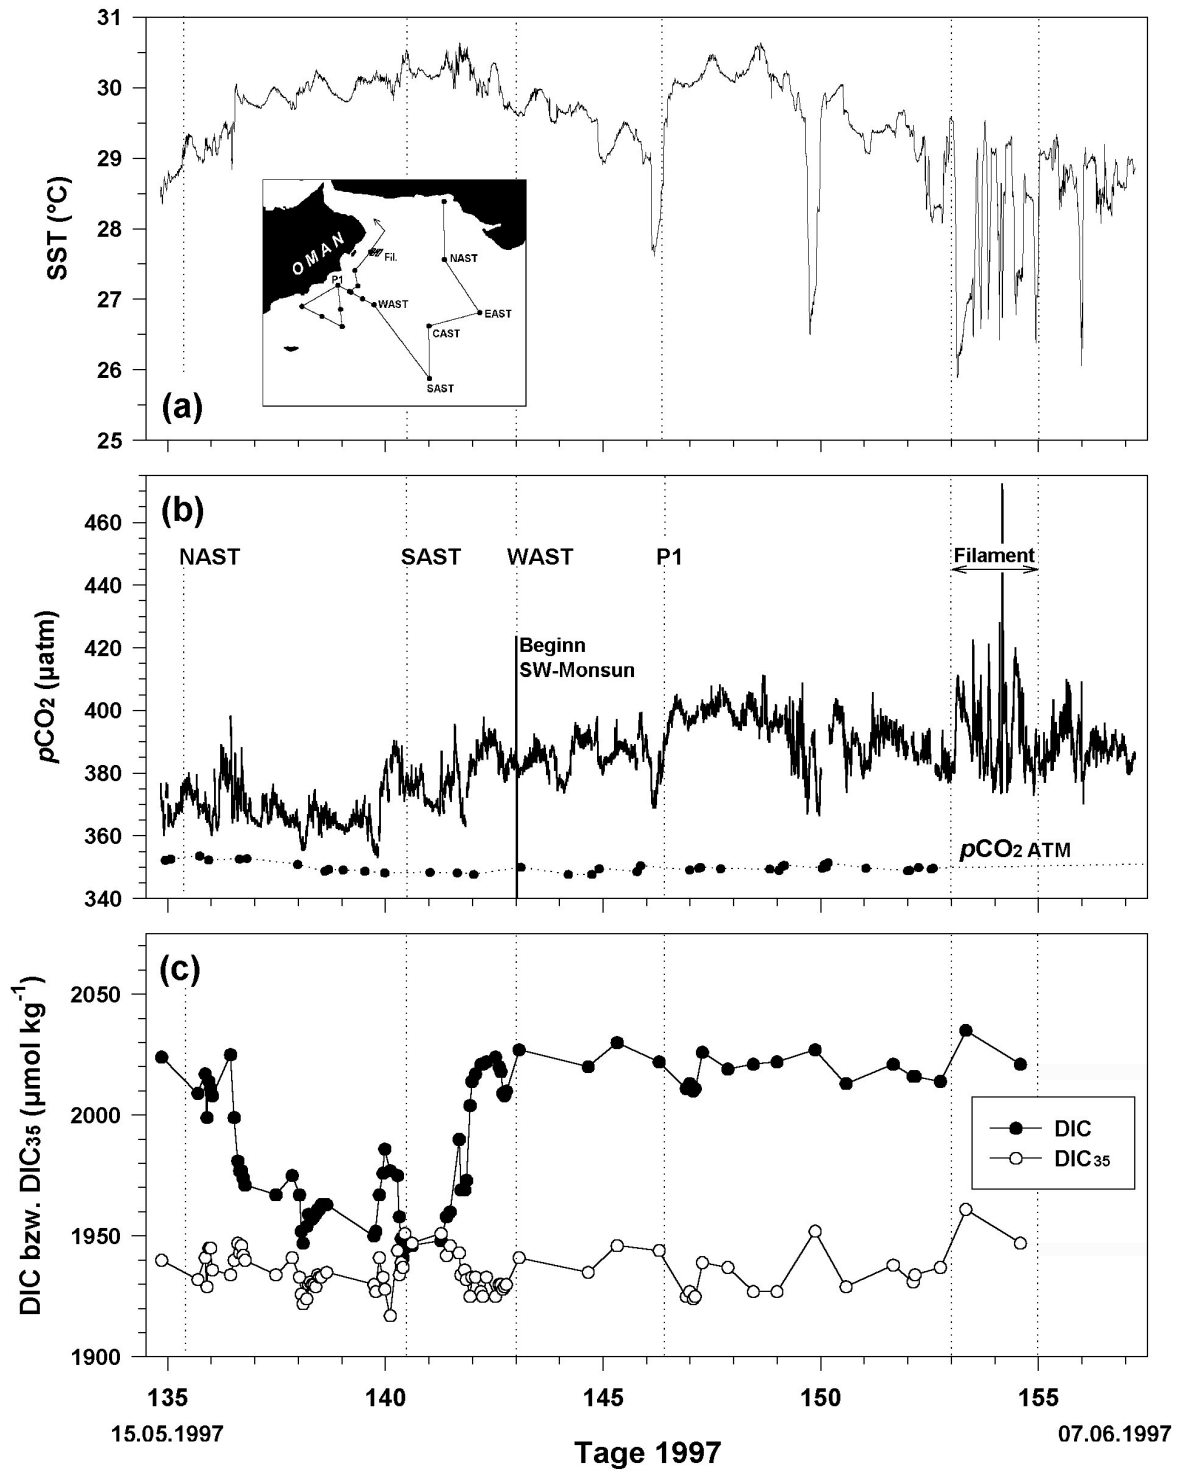 31
30
29
28
27
26
25
SST (°C)
(a)
OMAN
P1
Fil.
NAST
WAST
EAST
CAST
SAST
460
440
420
400
380
360
340
pCO2 (µatm)
(b)
NAST
SAST
WAST
P1
Filament
Beginn
SW-Monsun
pCO2 ATM
2050
2000
1950
1900
DIC bzw. DIC35 (µmol kg-1)
(c)
DIC
DIC35
135
140
145
150
155
15.05.1997
07.06.1997
Tage 1997